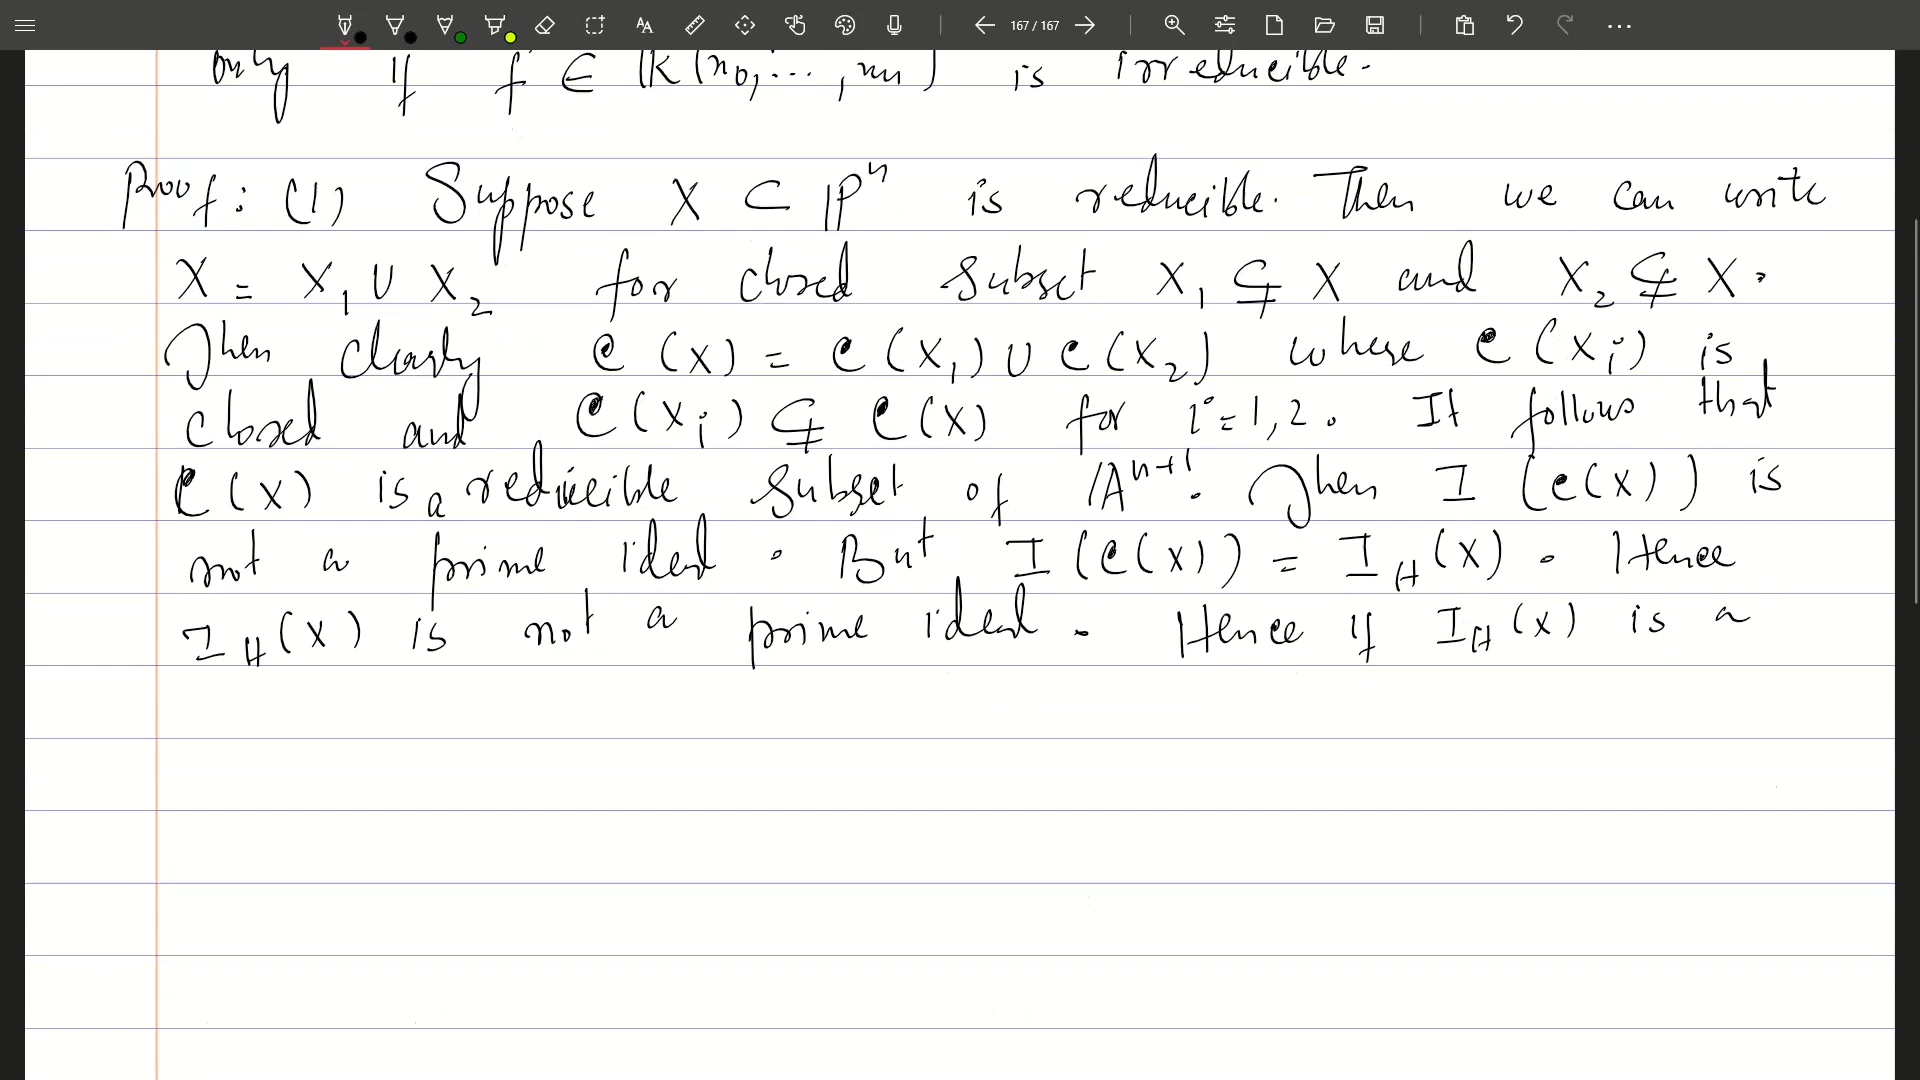 167 / 167
only if f ∈ lk(x₀, ..., xₙ) is irreducible.
Proof: (1) Suppose X ⊂ ℙⁿ is reducible. Then we can write
X = X₁ ∪ X₂ for closed subset X₁ ⊊ X and X₂ ⊊ X.
Then clearly C(X) = C(X₁) ∪ C(X₂) where C(Xᵢ) is
closed and C(Xᵢ) ⊊ C(X) for i = 1, 2. It follows that
C(X) is a reducible subset of 𝔸ⁿ⁺¹. Then I(C(X)) is
not a prime ideal. But I(C(X)) = I_H(X). Hence
I_H(X) is not a prime ideal. Hence if I_H(X) is a